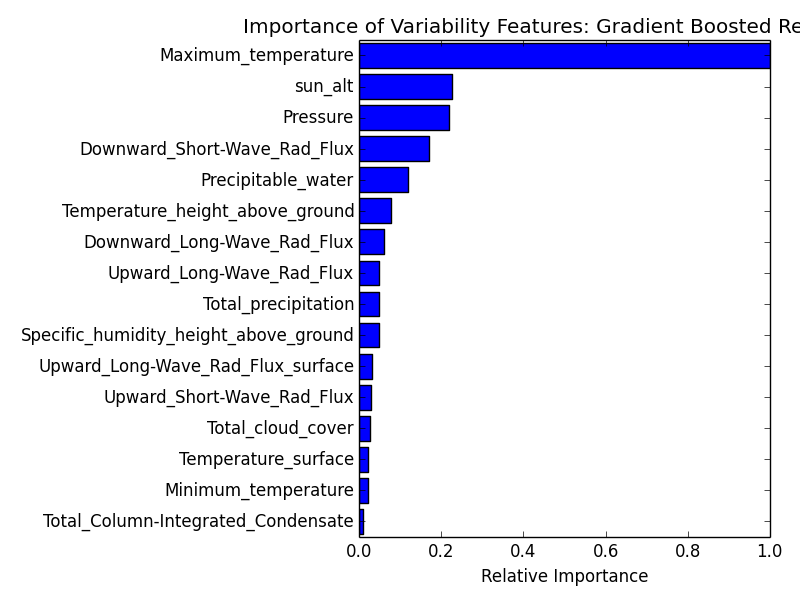 Importance of Variability Features: Gradient Boosted Re
Maximum_temperature
sun_alt
Pressure
Downward_Short-Wave_Rad_Flux
Precipitable_water
Temperature_height_above_ground
Downward_Long-Wave_Rad_Flux
Upward_Long-Wave_Rad_Flux
Total_precipitation
Specific_humidity_height_above_ground
Upward_Long-Wave_Rad_Flux_surface
Upward_Short-Wave_Rad_Flux
Total_cloud_cover
Temperature_surface
Minimum_temperature
Total_Column-Integrated_Condensate
0.0 0.2 0.4 0.6 0.8 1.0
Relative Importance